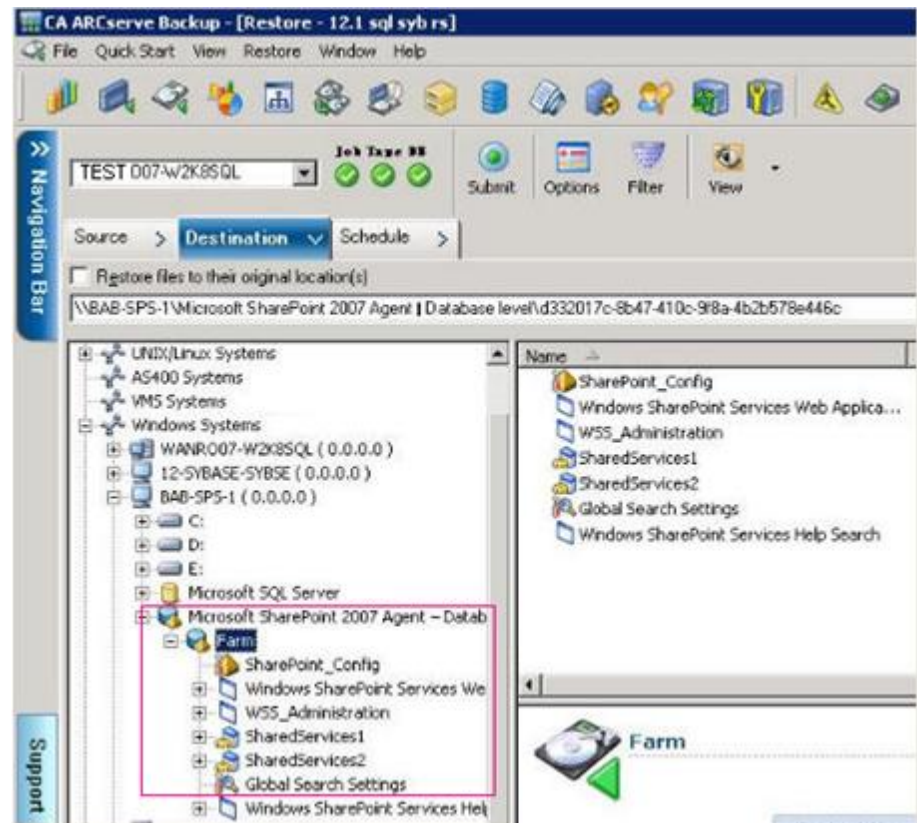 CA ARCserve Backup - [Restore - 12.1 sql syb rs]
File Quick Start View Restore Window Help
Job Tape DB
TEST 007-W2K8SQL
Submit Options Filter View
Navigation Bar
Source > Destination Schedule >
Restore files to their original location(s)
\\BAB-SPS-1\Microsoft SharePoint 2007 Agent | Database level\d332017c-8b47-410c-9f8a-4b2b578e446c
UNIX/Linux Systems
AS400 Systems
VMS Systems
Windows Systems
WANRO07-W2K8SQL ( 0.0.0.0 )
12-SYBASE-SYBSE ( 0.0.0.0 )
BAB-SPS-1 ( 0.0.0.0 )
C:
D:
E:
Microsoft SQL Server
Microsoft SharePoint 2007 Agent – Datab
Farm
SharePoint_Config
Windows SharePoint Services We
WSS_Administration
SharedServices1
SharedServices2
Global Search Settings
Windows SharePoint Services Hel
Name
SharePoint_Config
Windows SharePoint Services Web Applica...
WSS_Administration
SharedServices1
SharedServices2
Global Search Settings
Windows SharePoint Services Help Search
Farm
Support